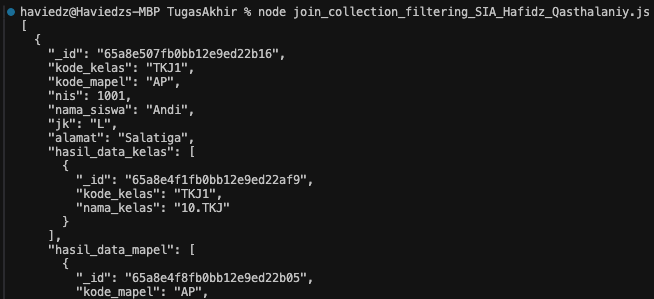 haviedz@Haviedzs-MBP TugasAkhir % node join_collection_filtering_SIA_Hafidz_Qasthalaniy.js
[
  {
    "_id": "65a8e507fb0bb12e9ed22b16",
    "kode_kelas": "TKJ1",
    "kode_mapel": "AP",
    "nis": 1001,
    "nama_siswa": "Andi",
    "jk": "L",
    "alamat": "Salatiga",
    "hasil_data_kelas": [
      {
        "_id": "65a8e4f1fb0bb12e9ed22af9",
        "kode_kelas": "TKJ1",
        "nama_kelas": "10.TKJ"
      }
    ],
    "hasil_data_mapel": [
      {
        "_id": "65a8e4f8fb0bb12e9ed22b05",
        "kode_mapel": "AP",